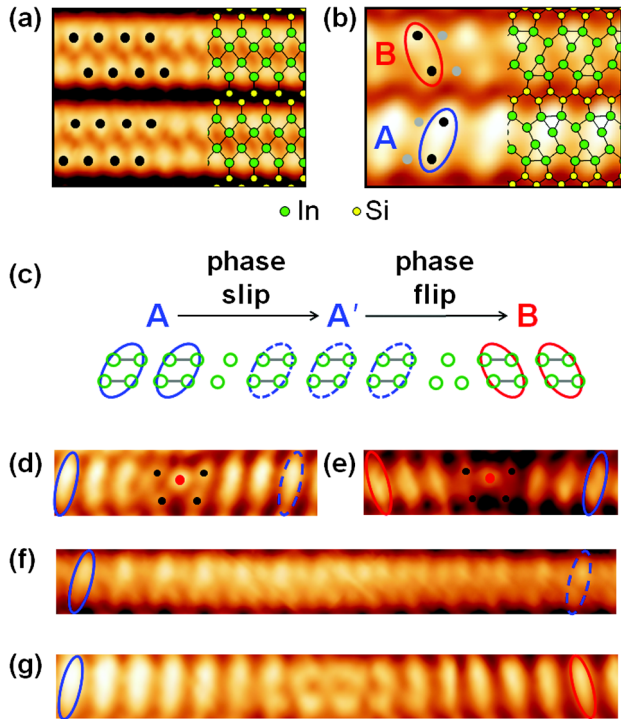 (a)
(b)
B
A
In
Si
(c)
phase slip
phase flip
A
A′
B
(d)
(e)
(f)
(g)